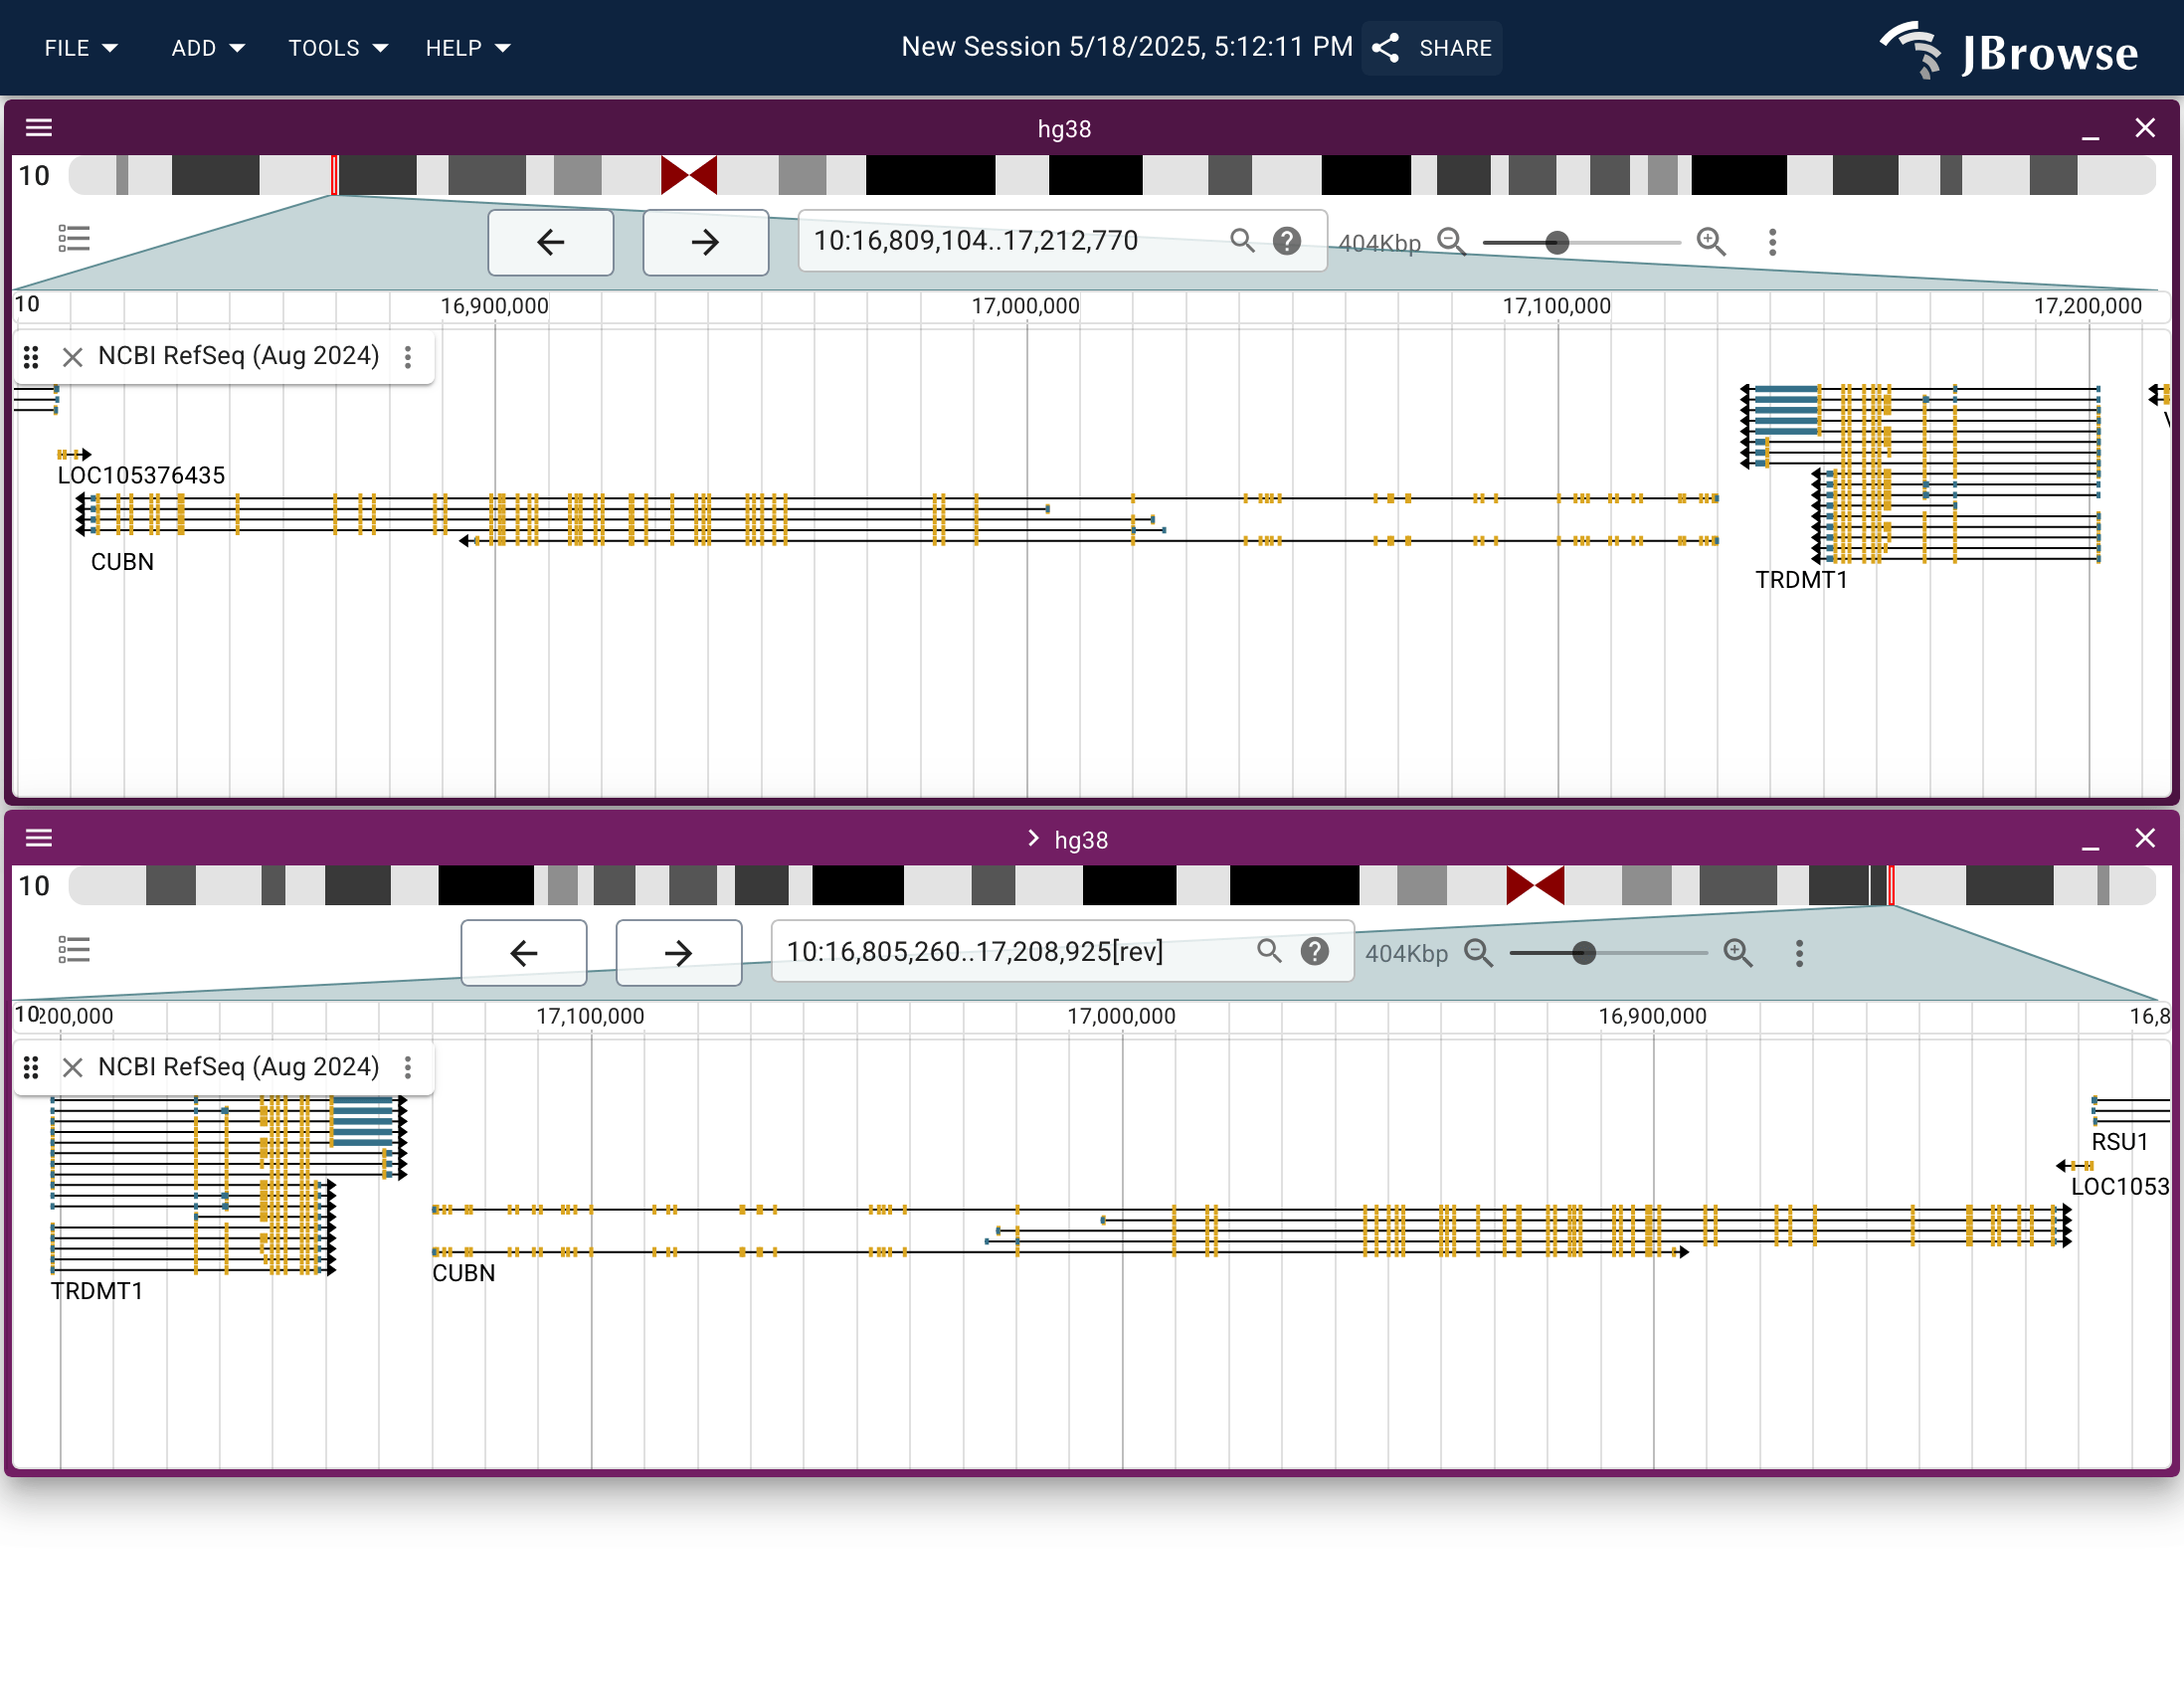 FILE ADD TOOLS HELP New Session 5/18/2025, 5:12:11 PM SHARE JBrowse
hg38
10
10:16,809,104..17,212,770 404Kbp
10 16,900,000 17,000,000 17,100,000 17,200,000
NCBI RefSeq (Aug 2024)
LOC105376435
CUBN
TRDMT1
hg38
10
10:16,805,260..17,208,925[rev] 404Kbp
10 200,000 17,100,000 17,000,000 16,900,000 16,8
NCBI RefSeq (Aug 2024)
RSU1
LOC1053
CUBN
TRDMT1